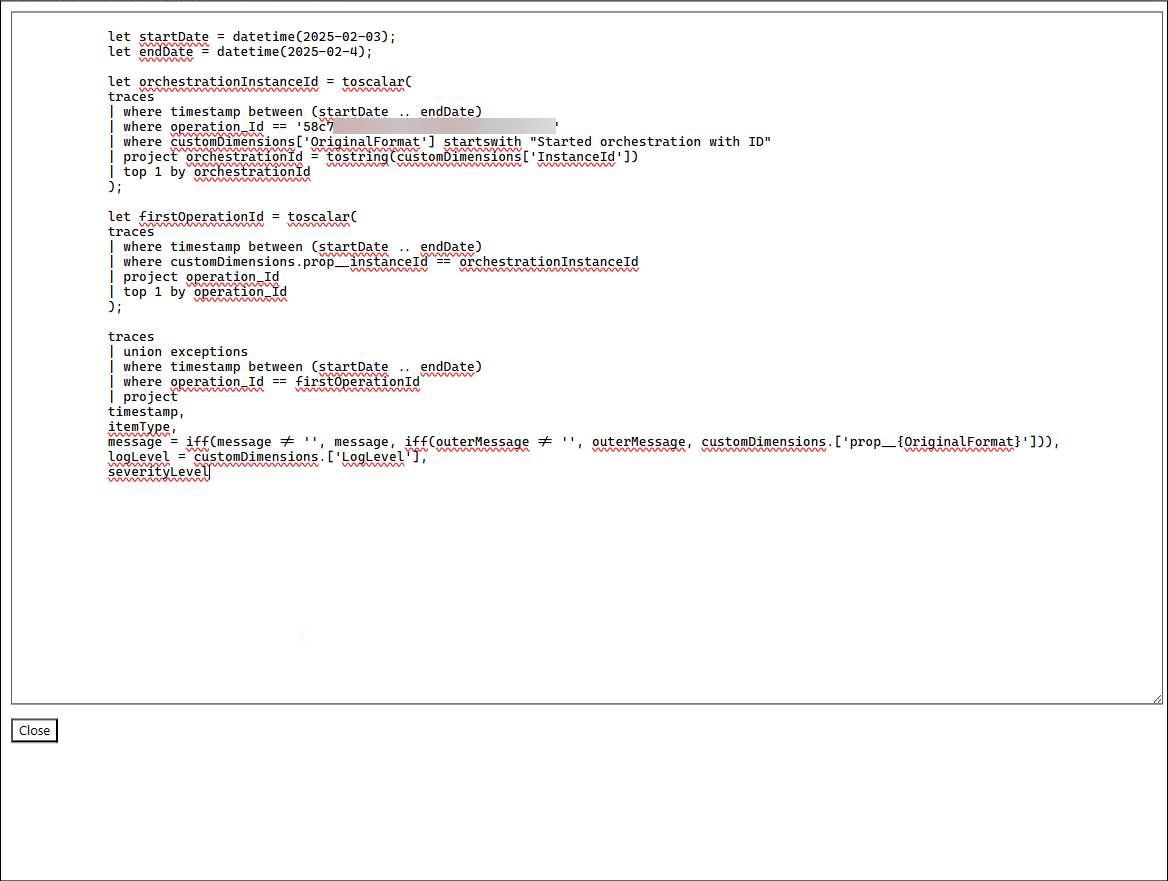 let startDate = datetime(2025-02-03);
let endDate = datetime(2025-02-4);
let orchestrationInstanceId = toscalar(
traces
| where timestamp between (startDate .. endDate)
| where operation_Id == '58c7 '
| where customDimensions['OriginalFormat'] startswith "Started orchestration with ID"
| project orchestrationId = tostring(customDimensions['InstanceId'])
| top 1 by orchestrationId
);
let firstOperationId = toscalar(
traces
| where timestamp between (startDate .. endDate)
| where customDimensions.prop__instanceId == orchestrationInstanceId
| project operation_Id
| top 1 by operation_Id
);
traces
| union exceptions
| where timestamp between (startDate .. endDate)
| where operation_Id == firstOperationId
| project
timestamp,
itemType,
message = iff(message != '', message, iff(outerMessage != '', outerMessage, customDimensions.['prop__{OriginalFormat}'])),
logLevel = customDimensions.['LogLevel'],
severityLevel
Close